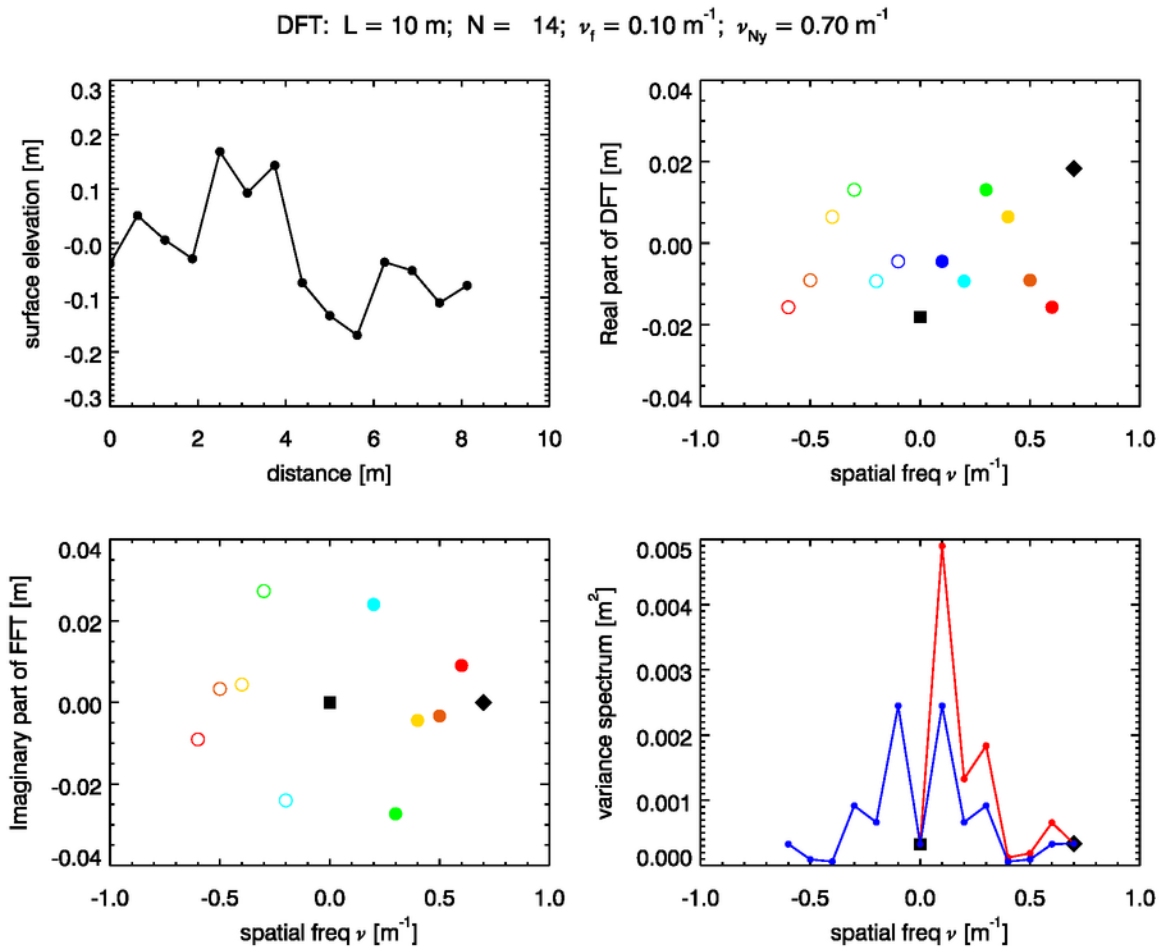 DFT: L = 10 m; N = 14; ν_f = 0.10 m⁻¹; ν_Ny = 0.70 m⁻¹
0.3
0.2
0.1
-0.0
-0.1
-0.2
-0.3
surface elevation [m]
0 2 4 6 8 10
distance [m]
0.04
0.02
0.00
-0.02
-0.04
Real part of DFT [m]
-1.0 -0.5 0.0 0.5 1.0
spatial freq ν [m⁻¹]
0.04
0.02
0.00
-0.02
-0.04
Imaginary part of FFT [m]
-1.0 -0.5 0.0 0.5 1.0
spatial freq ν [m⁻¹]
0.005
0.004
0.003
0.002
0.001
0.000
variance spectrum [m²]
-1.0 -0.5 0.0 0.5 1.0
spatial freq ν [m⁻¹]